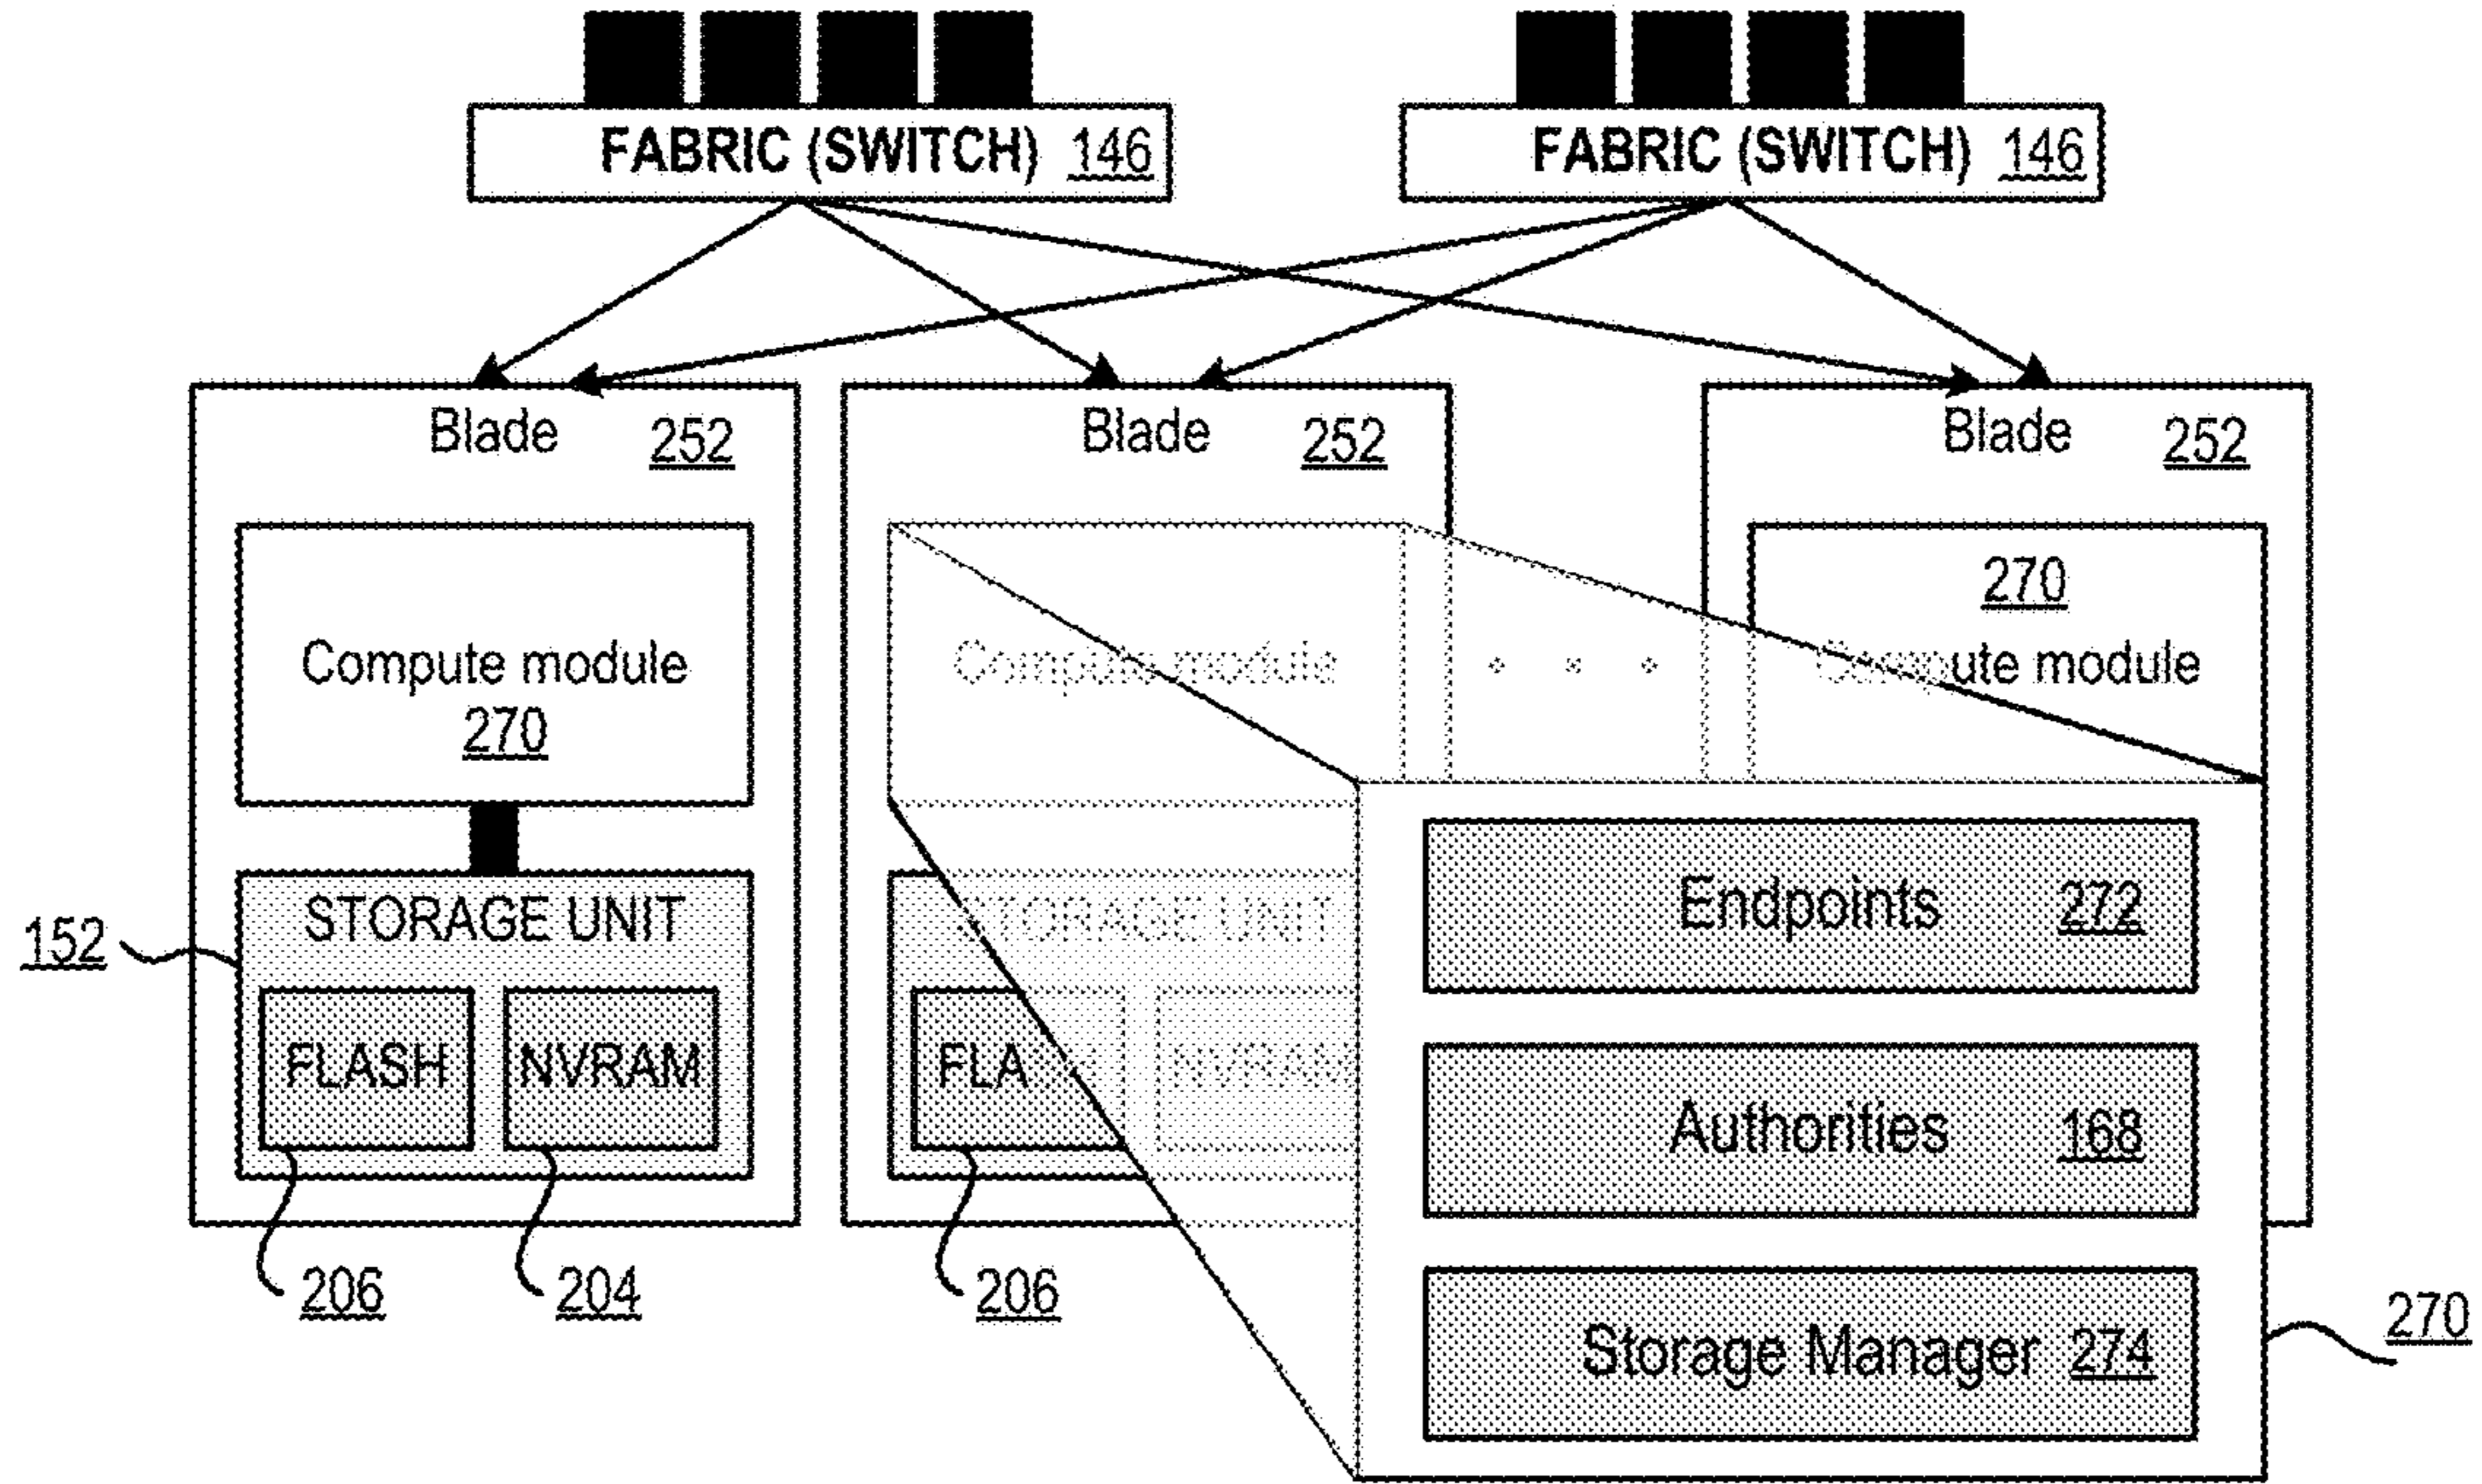 FABRIC (SWITCH) 146
FABRIC (SWITCH) 146
Blade 252
Blade 252
Blade 252
Compute module
270
Compute module
270
Compute module
. . .
152
STORAGE UNIT
FLASH
NVRAM
STORAGE UNIT
FLASH
NVRAM
206
204
206
Endpoints 272
Authorities 168
Storage Manager 274
270